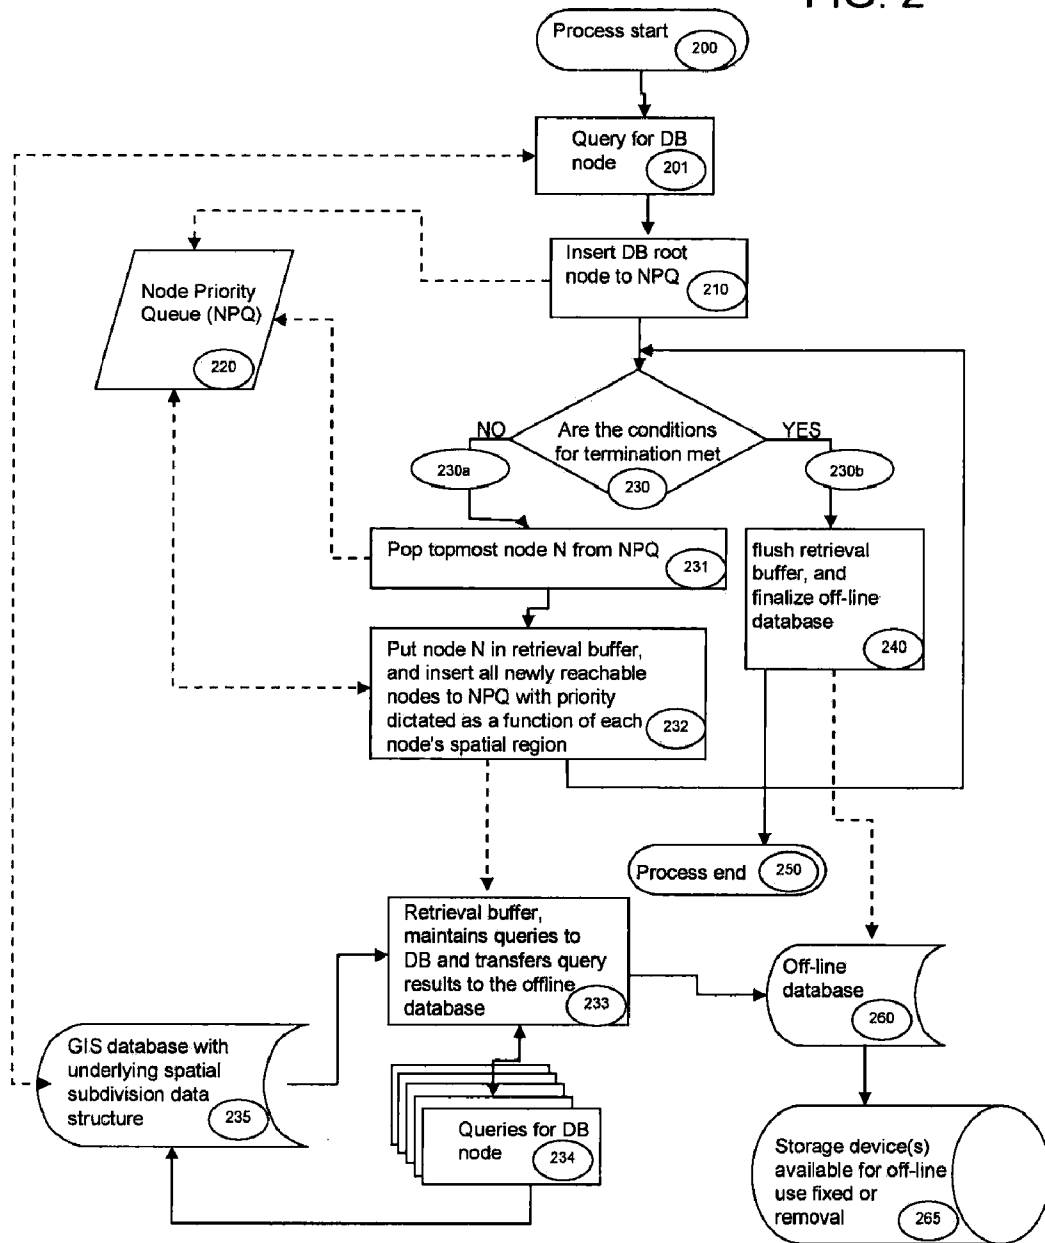 FIG. 2
Process start
200
Query for DB
node
201
Insert DB root
node to NPQ
210
Node Priority
Queue (NPQ)
220
NO
YES
Are the conditions
for termination met
230a
230
230b
Pop topmost node N from NPQ
231
flush retrieval
buffer, and
finalize off-line
database
240
Put node N in retrieval buffer,
and insert all newly reachable
nodes to NPQ with priority
dictated as a function of each
node's spatial region
232
Process end
250
Retrieval buffer,
maintains queries to
DB and transfers query
results to the offline
database
233
Off-line
database
260
GIS database with
underlying spatial
subdivision data
structure
235
Queries for DB
node
234
Storage device(s)
available for off-line
use fixed or
removal
265